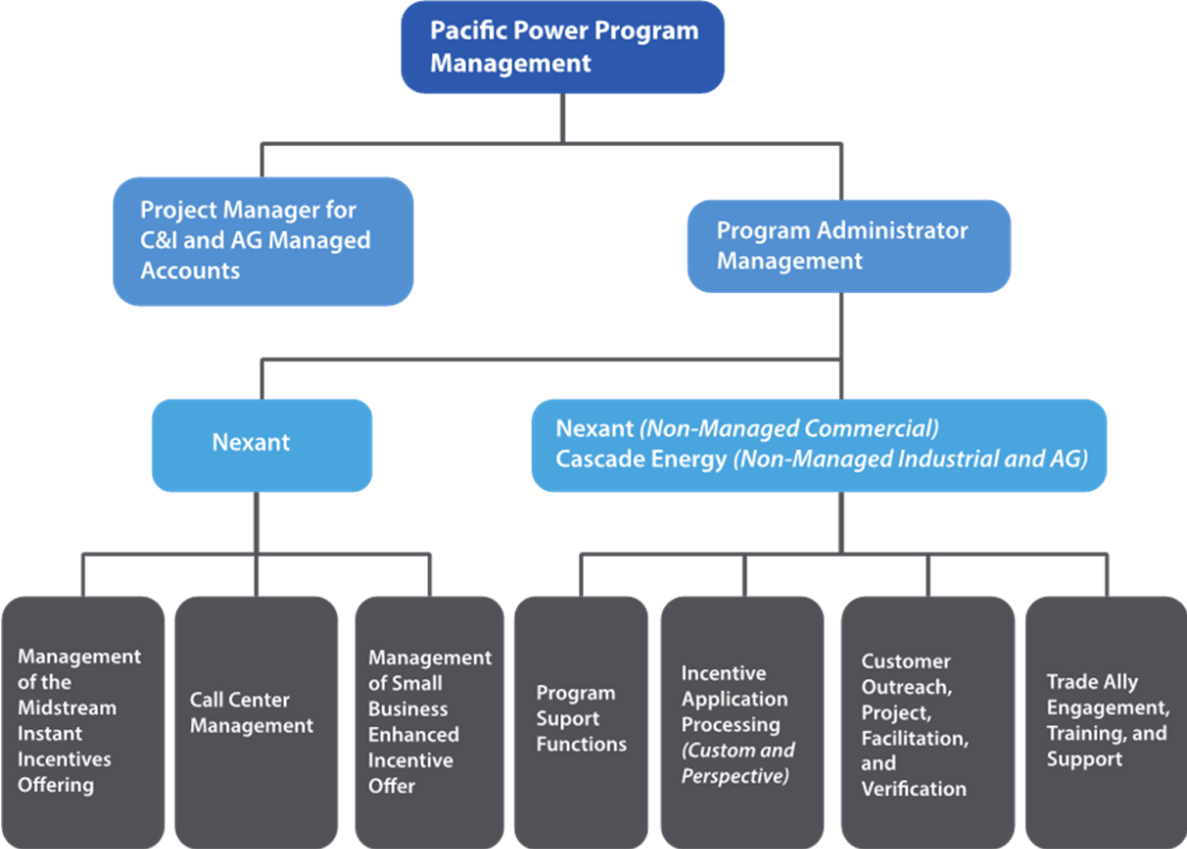 Pacific Power Program
Management
Project Manager for
C&I and AG Managed
Accounts
Program Administrator
Management
Nexant
Nexant (Non-Managed Commercial)
Cascade Energy (Non-Managed Industrial and AG)
Management
of the
Midstream
Instant
Incentives
Offering
Call Center
Management
Management
of Small
Business
Enhanced
Incentive
Offer
Program
Suport
Functions
Incentive
Application
Processing
(Custom and
Perspective)
Customer
Outreach,
Project,
Facilitation,
and
Verification
Trade Ally
Engagement,
Training, and
Support